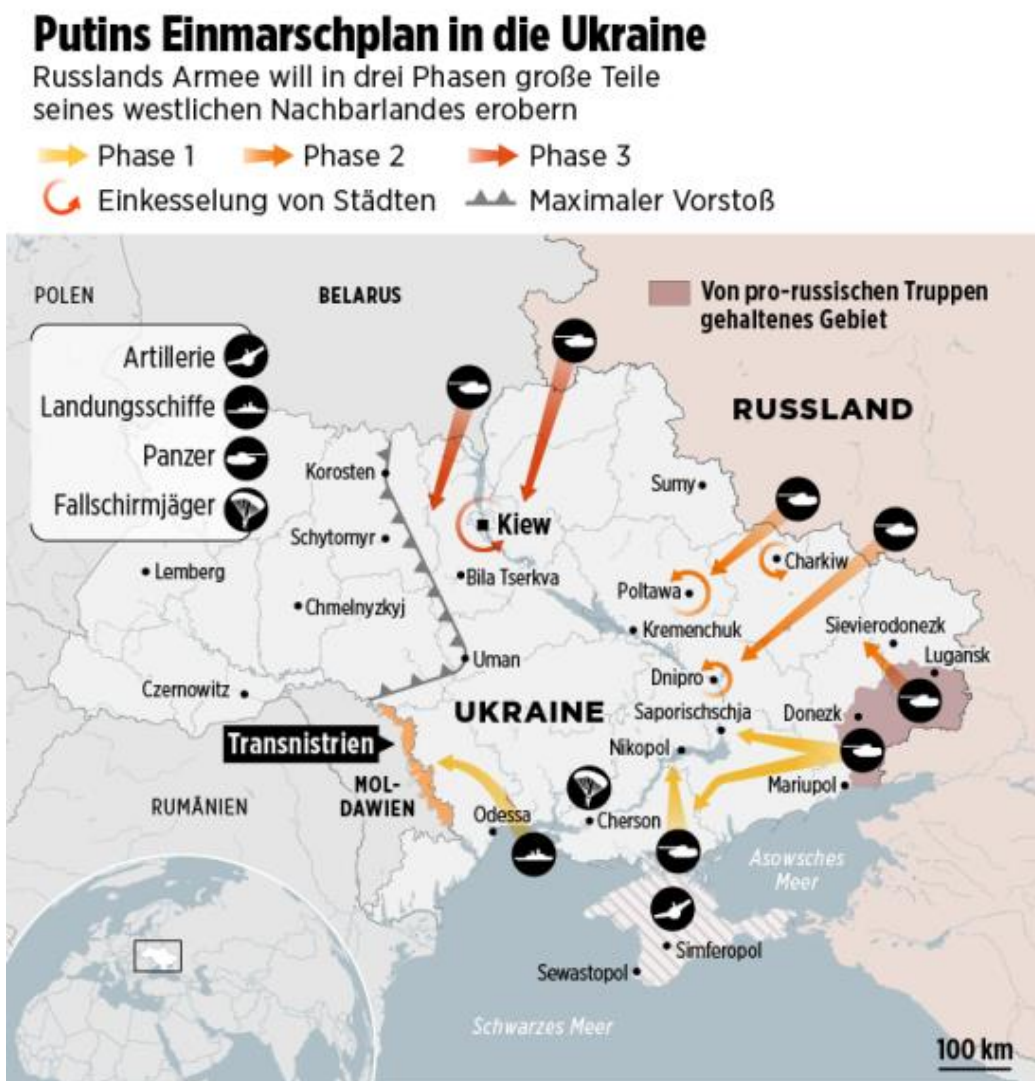 Putins Einmarschplan in die Ukraine
Russlands Armee will in drei Phasen große Teile
seines westlichen Nachbarlandes erobern
Phase 1 Phase 2 Phase 3
Einkesselung von Städten Maximaler Vorstoß
POLEN
BELARUS
Von pro-russischen Truppen
gehaltenes Gebiet
Artillerie
Landungsschiffe
Panzer
Fallschirmjäger
RUSSLAND
Korosten
Sumy
Kiew
Schytomyr
Charkiw
Lemberg
Bila Tserkva
Poltawa
Chmelnyzkyj
Kremenchuk
Sievierodonezk
Uman
Lugansk
Dnipro
Czernowitz
UKRAINE
Saporischschja
Donezk
Transnistrien
Nikopol
MOL-
DAWIEN
Mariupol
RUMÄNIEN
Odessa
Cherson
Asowsches
Meer
Simferopol
Sewastopol
Schwarzes Meer
100 km